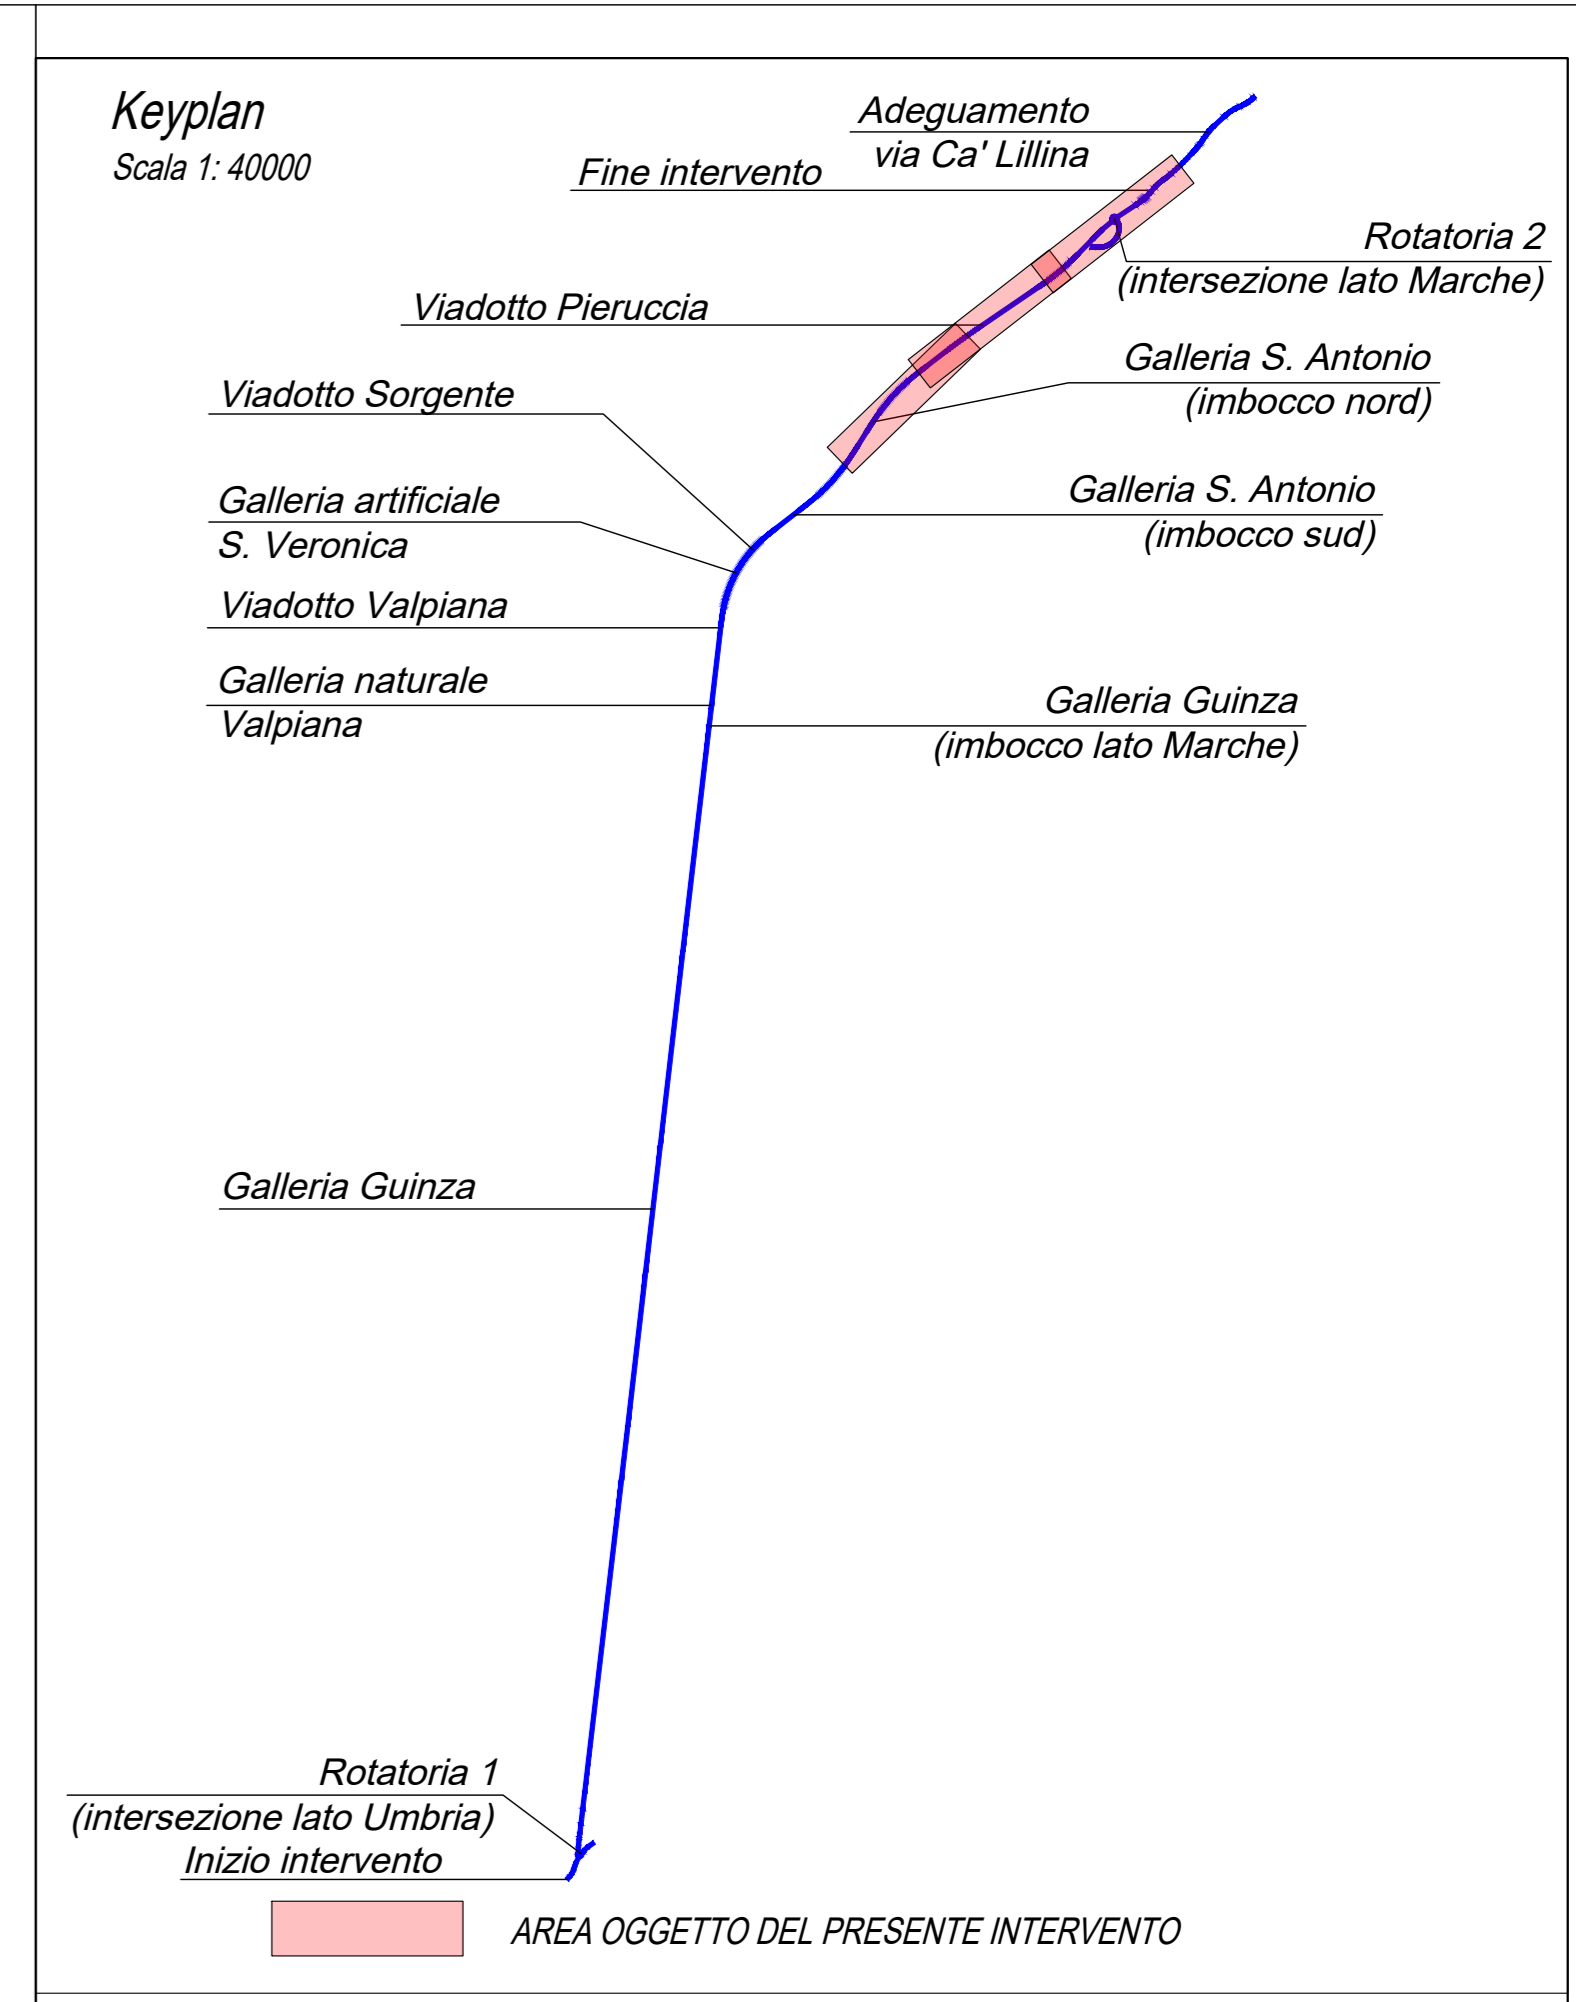 Keyplan
Scala 1: 40000
Adeguamento
via Ca' Lillina
Fine intervento
Rotatoria 2
(intersezione lato Marche)
Viadotto Pieruccia
Galleria S. Antonio
(imbocco nord)
Viadotto Sorgente
Galleria artificiale
S. Veronica
Galleria S. Antonio
(imbocco sud)
Viadotto Valpiana
Galleria naturale
Valpiana
Galleria Guinza
(imbocco lato Marche)
Galleria Guinza
Rotatoria 1
(intersezione lato Umbria)
Inizio intervento
AREA OGGETTO DEL PRESENTE INTERVENTO